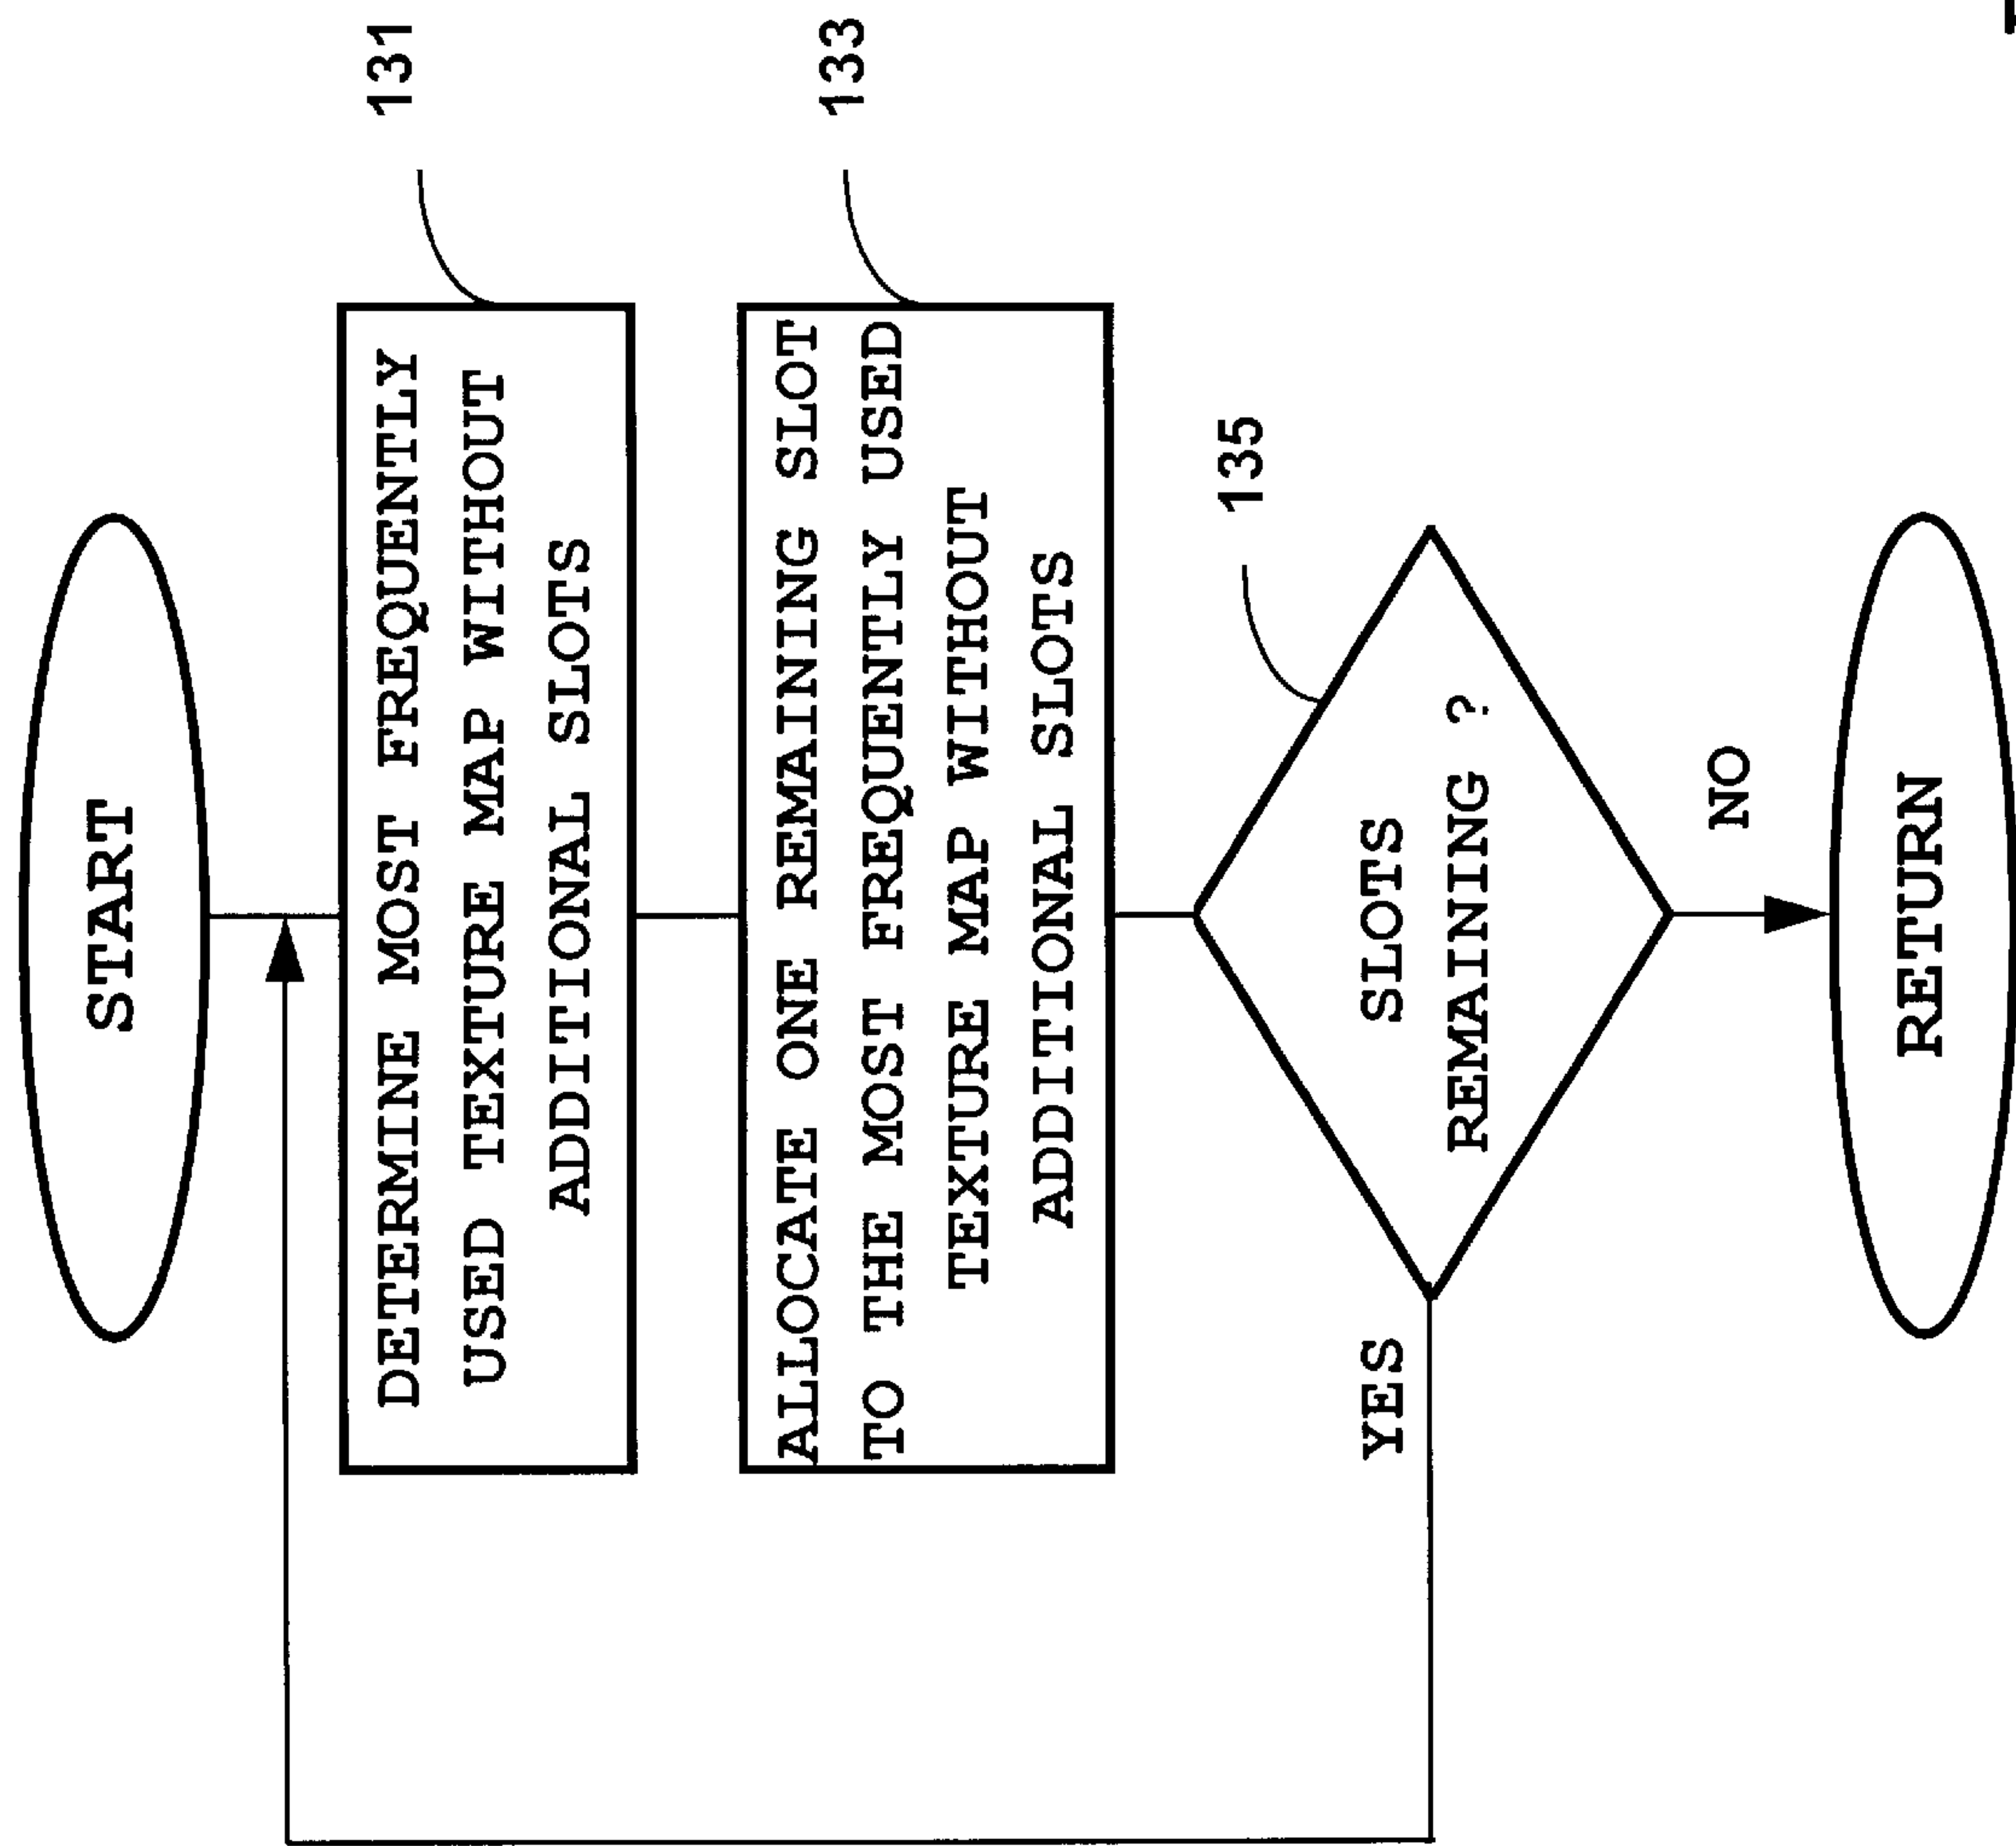 START
131
DETERMINE MOST FREQUENTLY
USED TEXTURE MAP WITHOUT
ADDITIONAL SLOTS
133
ALLOCATE ONE REMAINING SLOT
TO THE MOST FREQUENTLY USED
TEXTURE MAP WITHOUT
ADDITIONAL SLOTS
135
SLOTS
REMAINING ?
YES
NO
RETURN